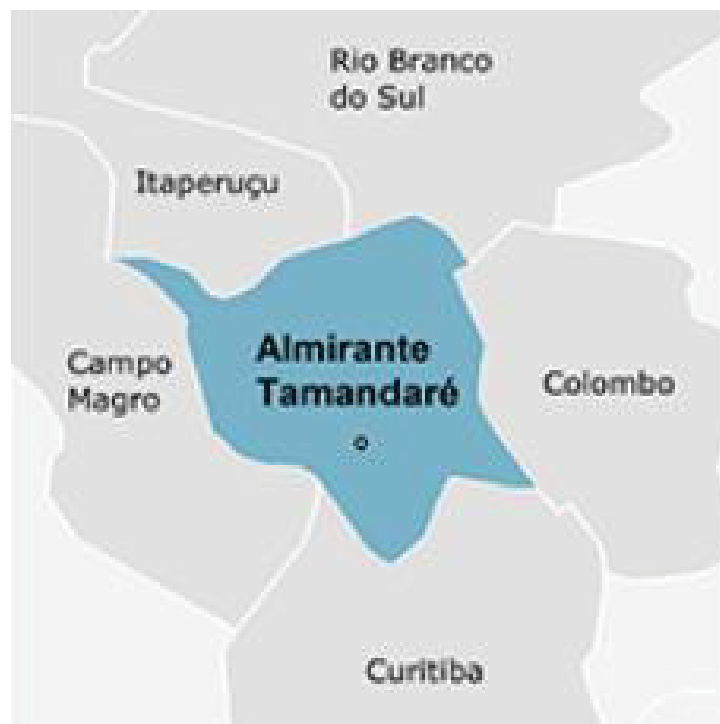 Rio Branco
do Sul
Itaperuçu
Almirante
Tamandaré
Campo
Magro
Colombo
Curitiba